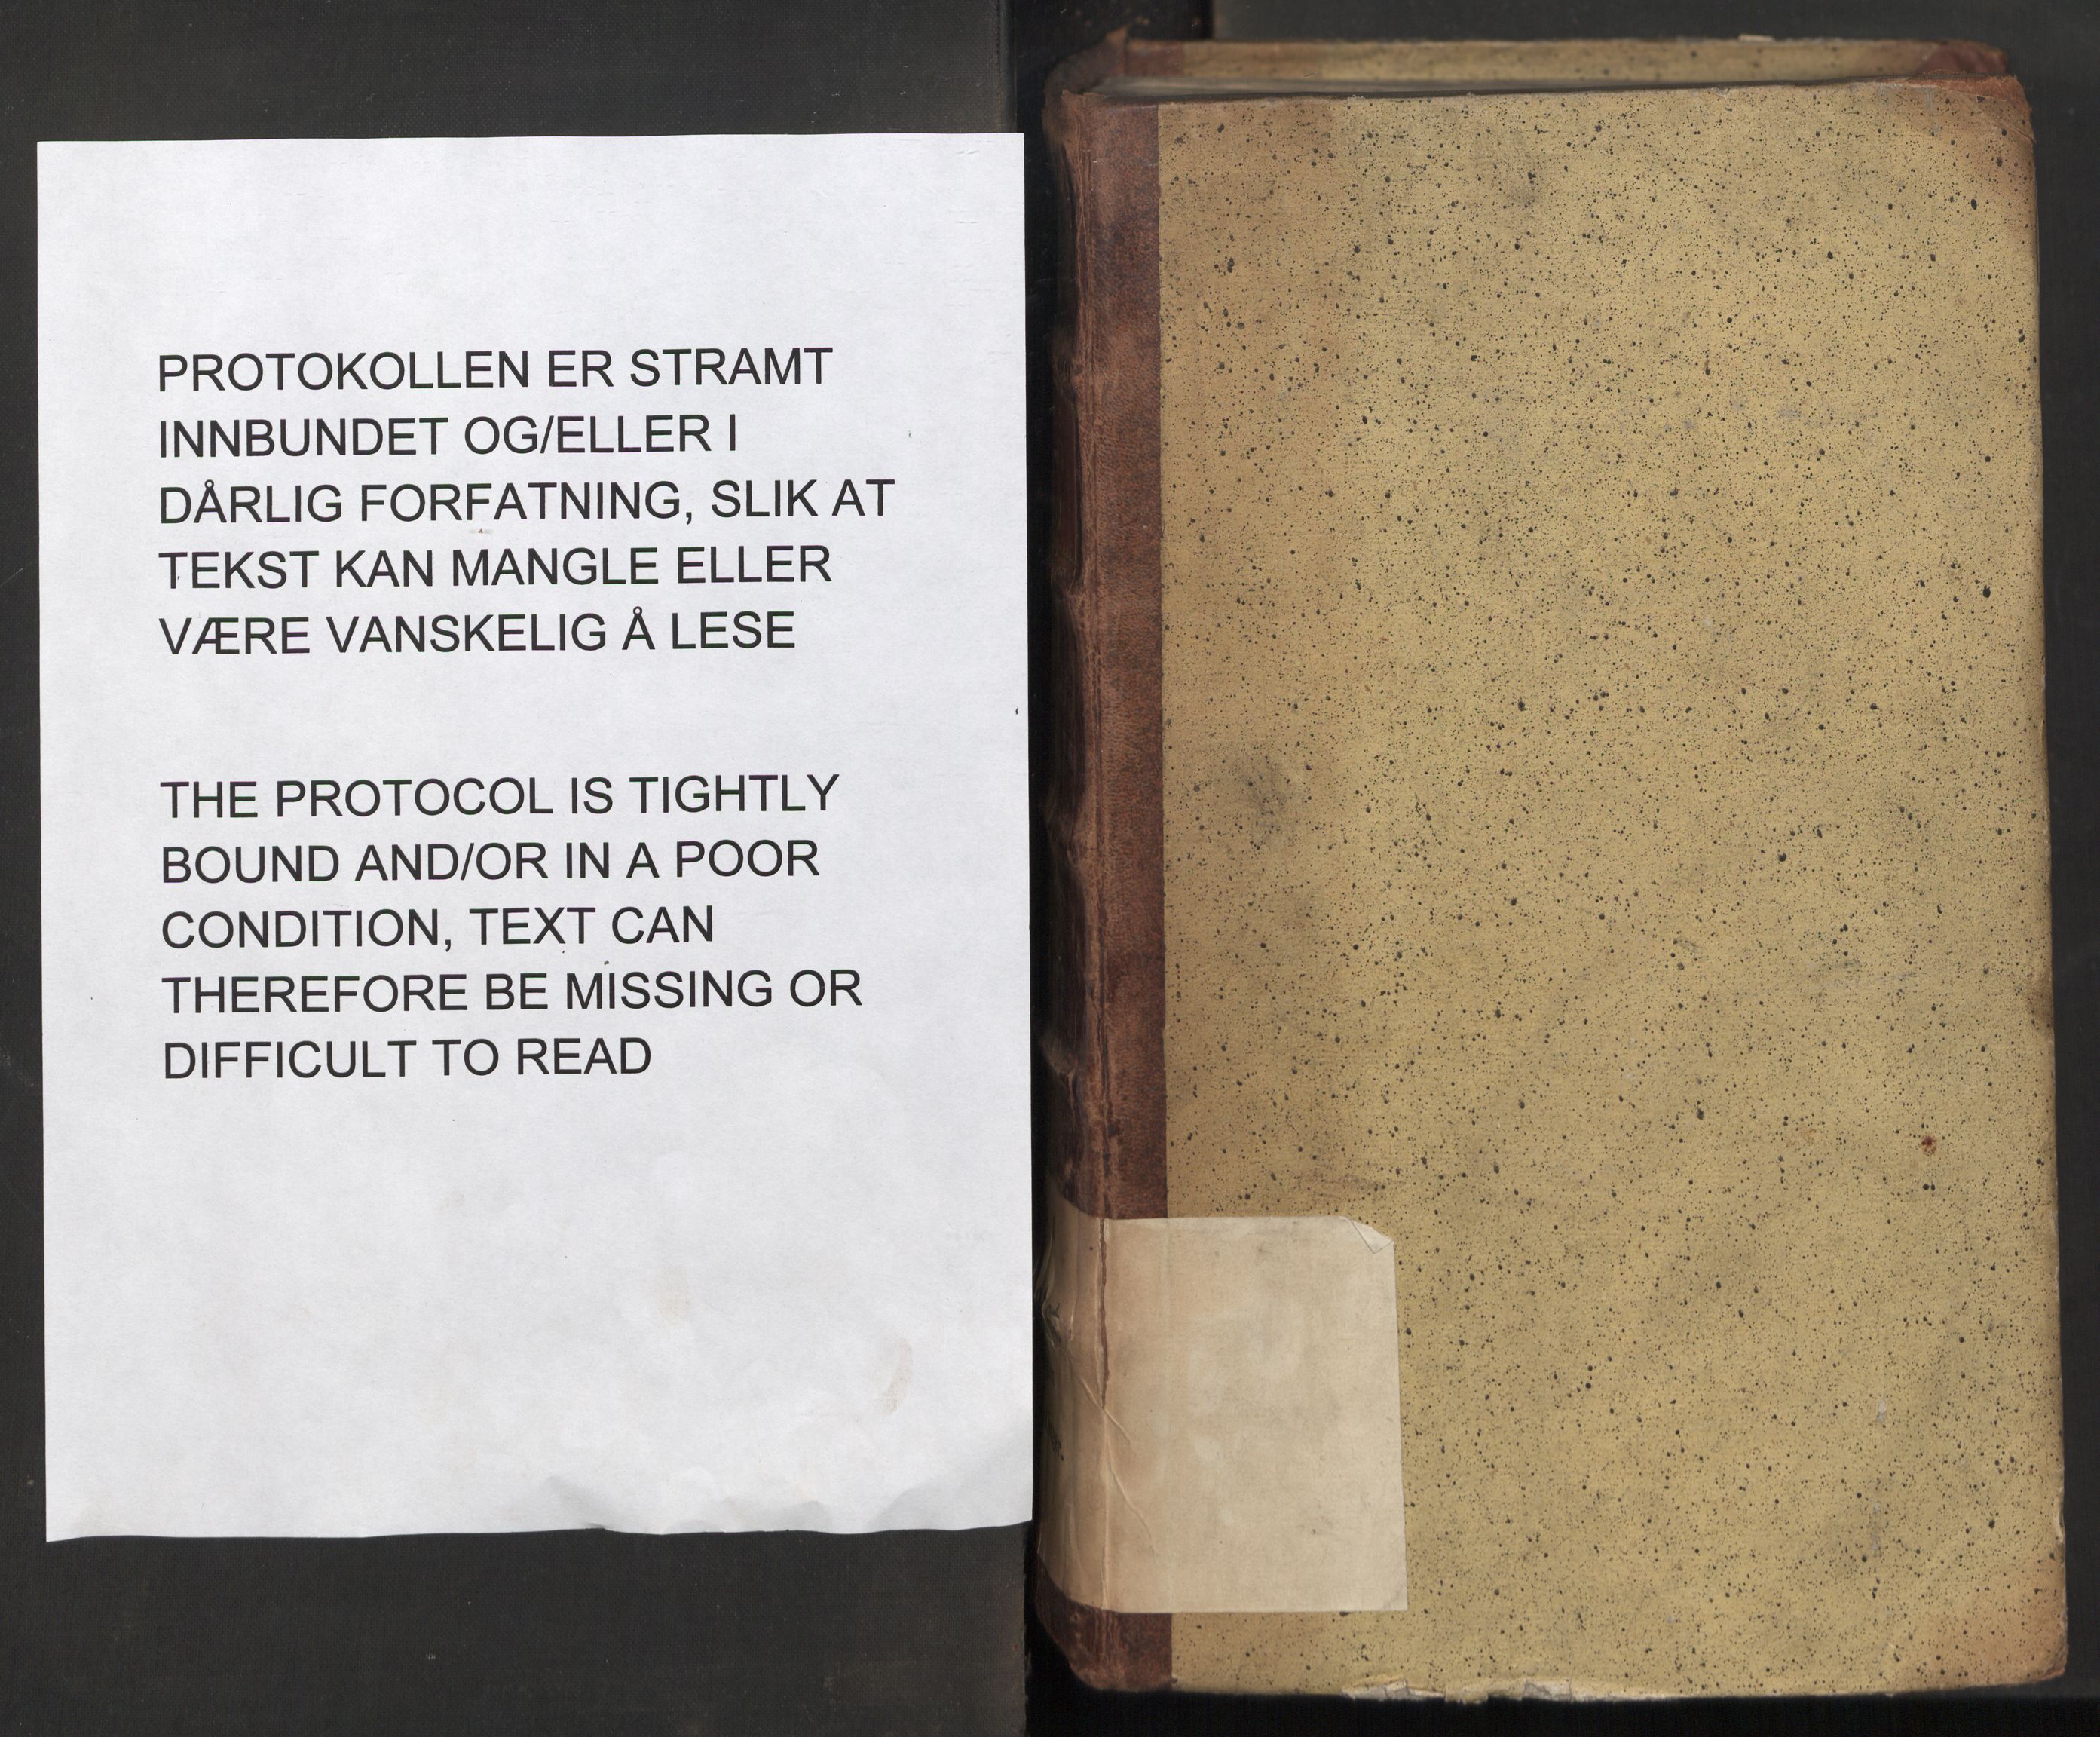 PROTOKOLLEN ER STRAMT
INNBUNDET OG/ELLER I
DÅRLIG FORFATNING, SLIK AT
TEKST KAN MANGLE ELLER
VÆRE VANSKELIG Å LESE
THE PROTOCOL IS TIGHTLY
BOUND AND/OR IN A POOR
CONDITION, TEXT CAN
THEREFORE BE MISSING OR
DIFFICULT TO READ